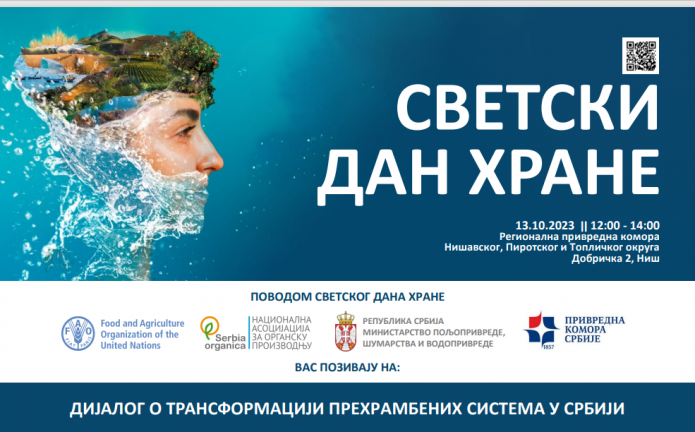 СВЕТСКИ
ДАН ХРАНЕ
13.10.2023 || 12:00 - 14:00
Регионална привредна комора
Нишавског, Пиротског и Топличког округа
Добричка 2, Ниш
ПОВОДОМ СВЕТСКОГ ДАНА ХРАНЕ
FAO
FIAT PANIS
Food and Agriculture
Organization of the
United Nations
Serbia
organica
НАЦИОНАЛНА
АСОЦИЈАЦИЈА
ЗА ОРГАНСКУ
ПРОИЗВОДЊУ
РЕПУБЛИКА СРБИЈА
МИНИСТАРСТВО ПОЉОПРИВРЕДЕ,
ШУМАРСТВА И ВОДОПРИВРЕДЕ
1857
ПРИВРЕДНА
КОМОРА
СРБИЈЕ
ВАС ПОЗИВАЈУ НА:
ДИЈАЛОГ О ТРАНСФОРМАЦИЈИ ПРЕХРАМБЕНИХ СИСТЕМА У СРБИЈИ